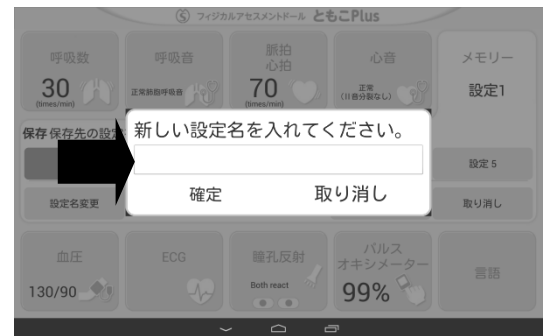 フィジカルアセスメントドール ともこPlus
呼吸数
30
(times/min)
呼吸音
正常肺胞呼吸音
脈拍
心拍
70
(times/min)
心音
正常
(II音分裂なし)
メモリー
設定1
保存 保存先の設定
新しい設定名を入れてください。
確定
取り消し
設定 5
設定名変更
取り消し
血圧
130/90
ECG
瞳孔反射
Both react
パルス
オキシメーター
99%
言語